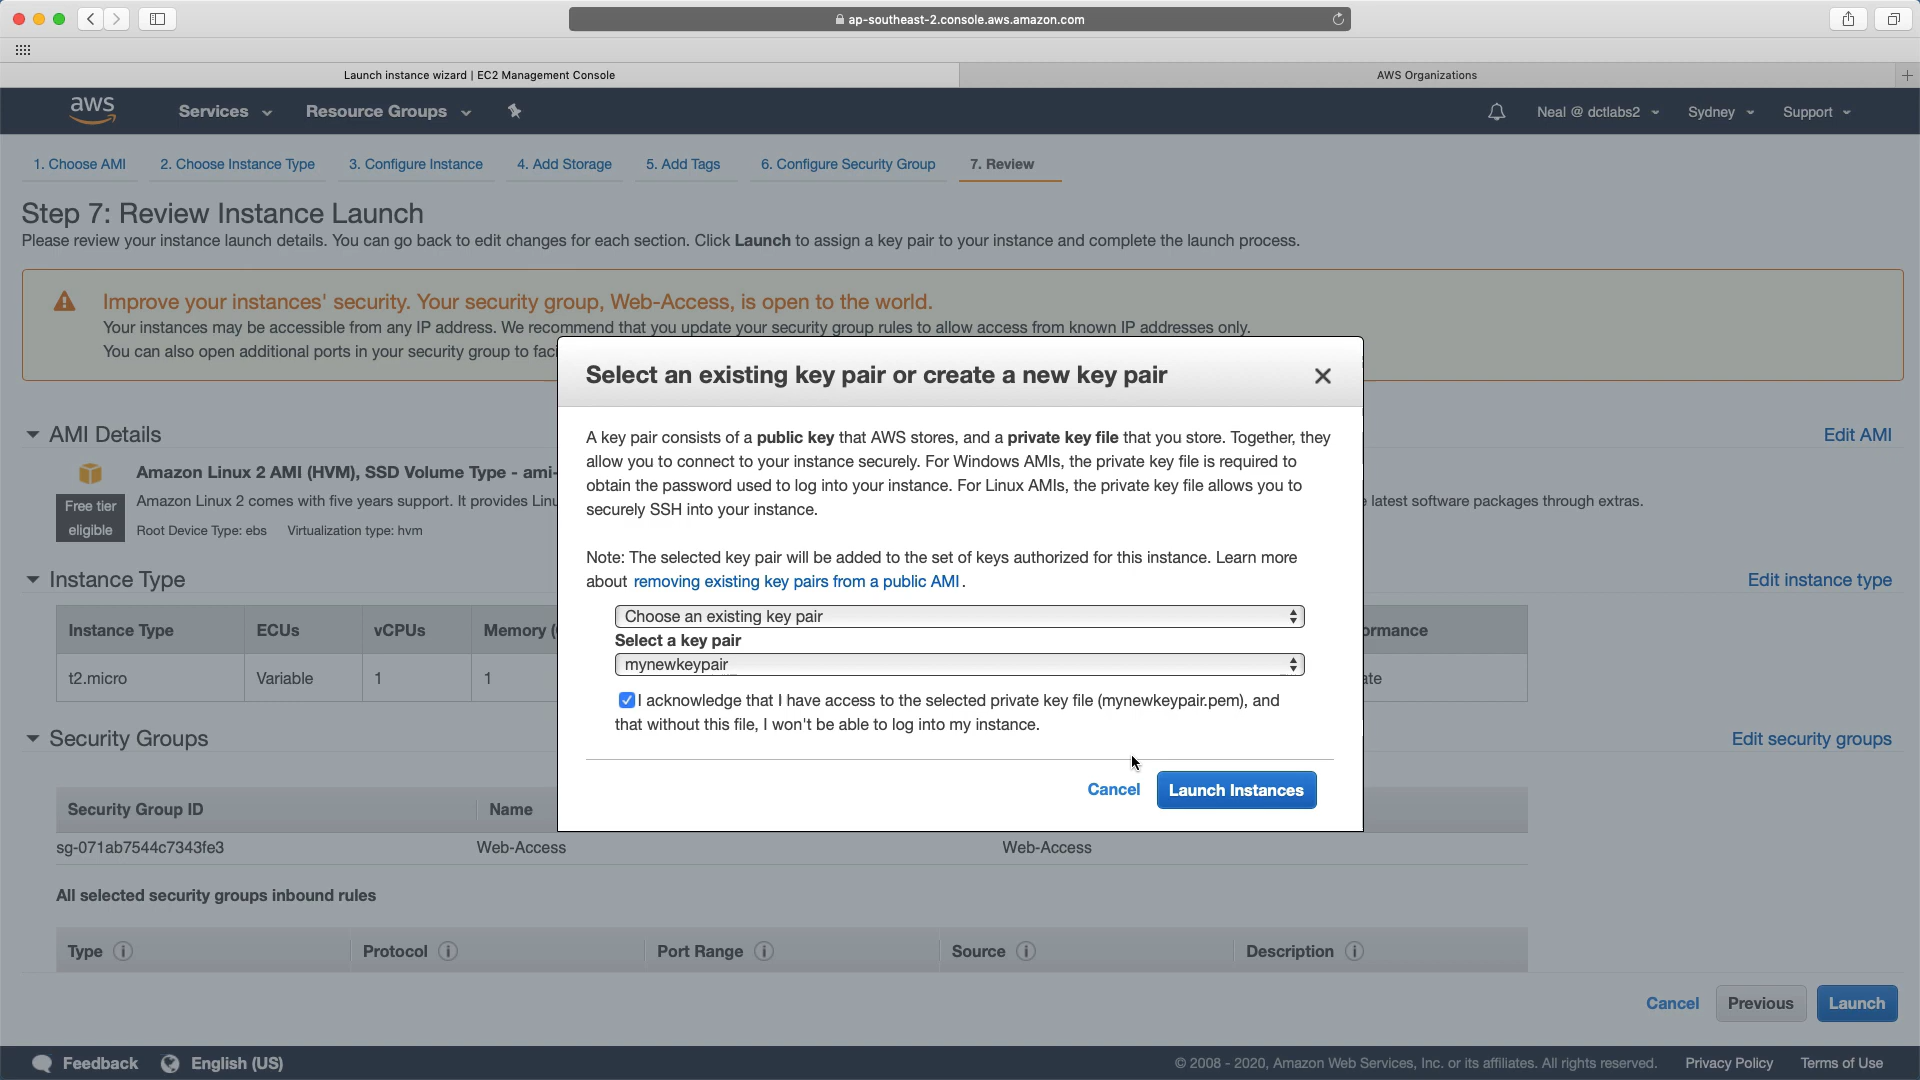 ap-southeast-2.console.aws.amazon.com
Launch instance wizard | EC2 Management Console
AWS Organizations
aws
Services
Resource Groups
Neal @ dctlabs2
Sydney
Support
1. Choose AMI
2. Choose Instance Type
3. Configure Instance
4. Add Storage
5. Add Tags
6. Configure Security Group
7. Review
Step 7: Review Instance Launch
Please review your instance launch details. You can go back to edit changes for each section. Click Launch to assign a key pair to your instance and complete the launch process.
Improve your instances' security. Your security group, Web-Access, is open to the world.
Your instances may be accessible from any IP address. We recommend that you update your security group rules to allow access from known IP addresses only.
You can also open additional ports in your security group to faci
Select an existing key pair or create a new key pair
A key pair consists of a public key that AWS stores, and a private key file that you store. Together, they
allow you to connect to your instance securely. For Windows AMIs, the private key file is required to
obtain the password used to log into your instance. For Linux AMIs, the private key file allows you to
securely SSH into your instance.
Note: The selected key pair will be added to the set of keys authorized for this instance. Learn more
about removing existing key pairs from a public AMI.
Choose an existing key pair
Select a key pair
mynewkeypair
I acknowledge that I have access to the selected private key file (mynewkeypair.pem), and
that without this file, I won't be able to log into my instance.
Cancel
Launch Instances
AMI Details
Edit AMI
Amazon Linux 2 AMI (HVM), SSD Volume Type - ami-
Free tier
eligible
Amazon Linux 2 comes with five years support. It provides Linu
latest software packages through extras.
Root Device Type: ebs
Virtualization type: hvm
Instance Type
Edit instance type
Instance Type
ECUs
vCPUs
Memory (
ormance
t2.micro
Variable
1
1
ate
Security Groups
Edit security groups
Security Group ID
Name
sg-071ab7544c7343fe3
Web-Access
Web-Access
All selected security groups inbound rules
Type
Protocol
Port Range
Source
Description
Cancel
Previous
Launch
Feedback
English (US)
© 2008 - 2020, Amazon Web Services, Inc. or its affiliates. All rights reserved.
Privacy Policy
Terms of Use